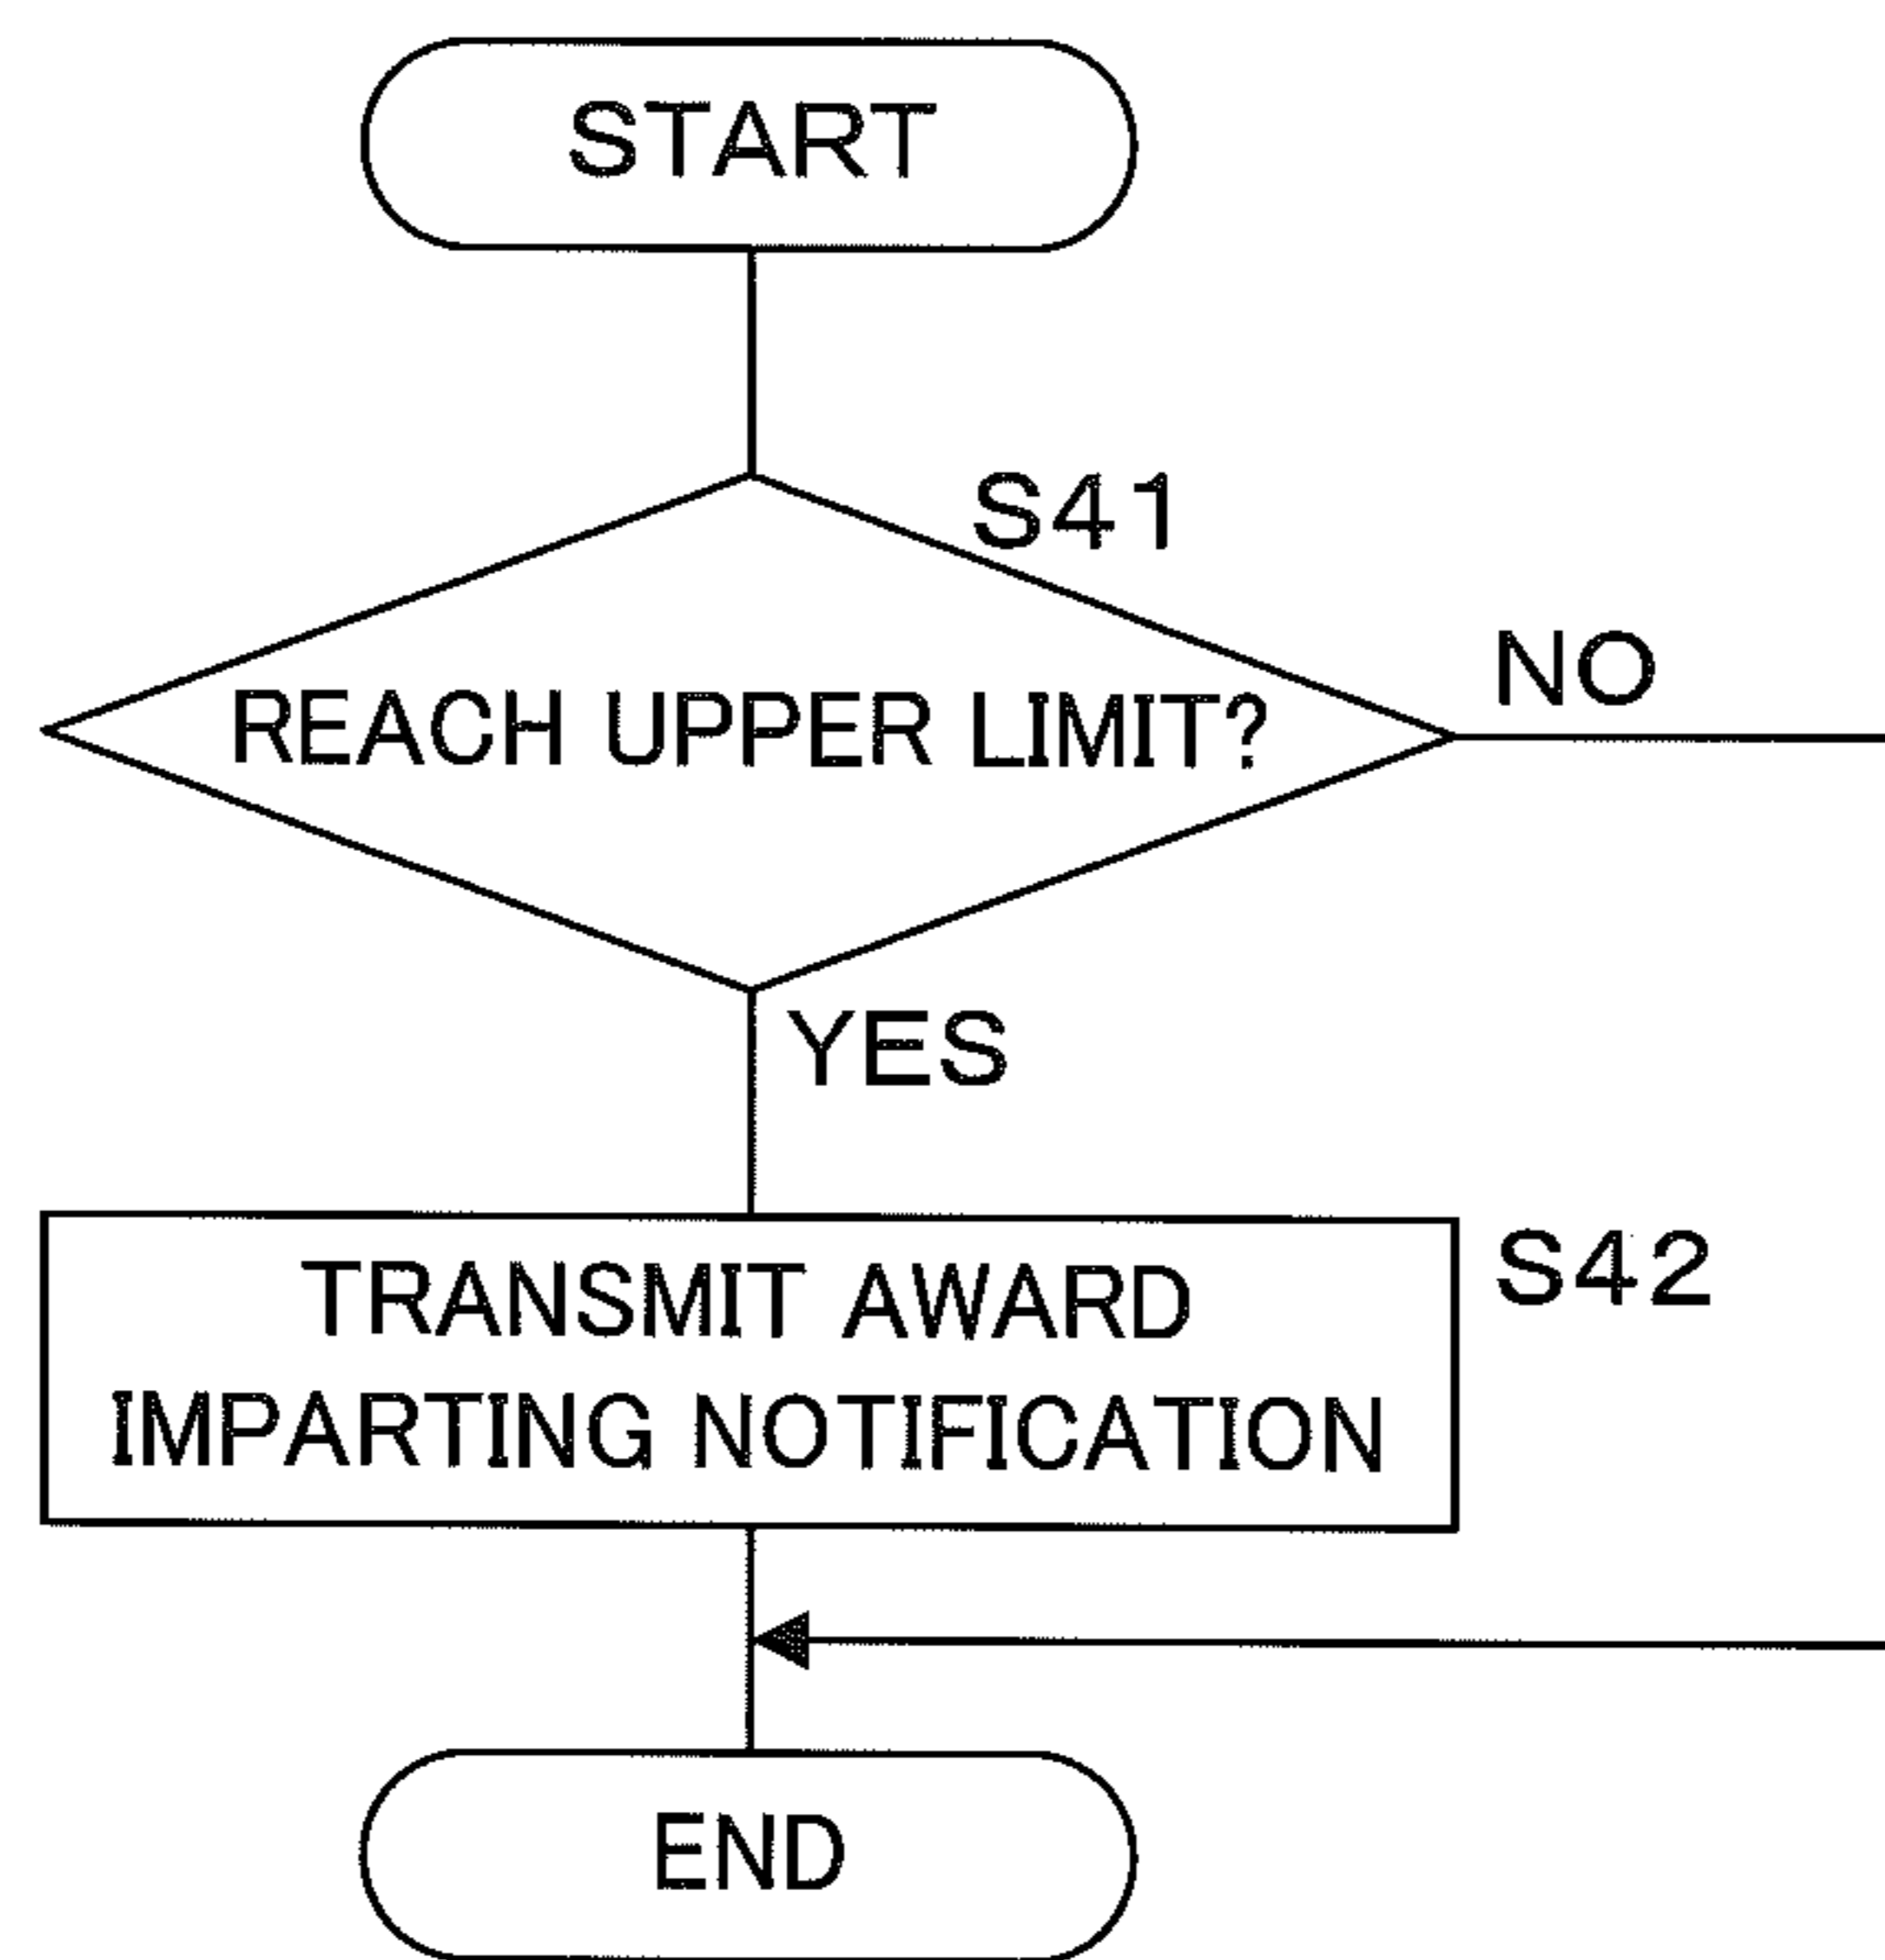 START
S41
REACH UPPER LIMIT?
NO
YES
S42
TRANSMIT AWARD
IMPARTING NOTIFICATION
END